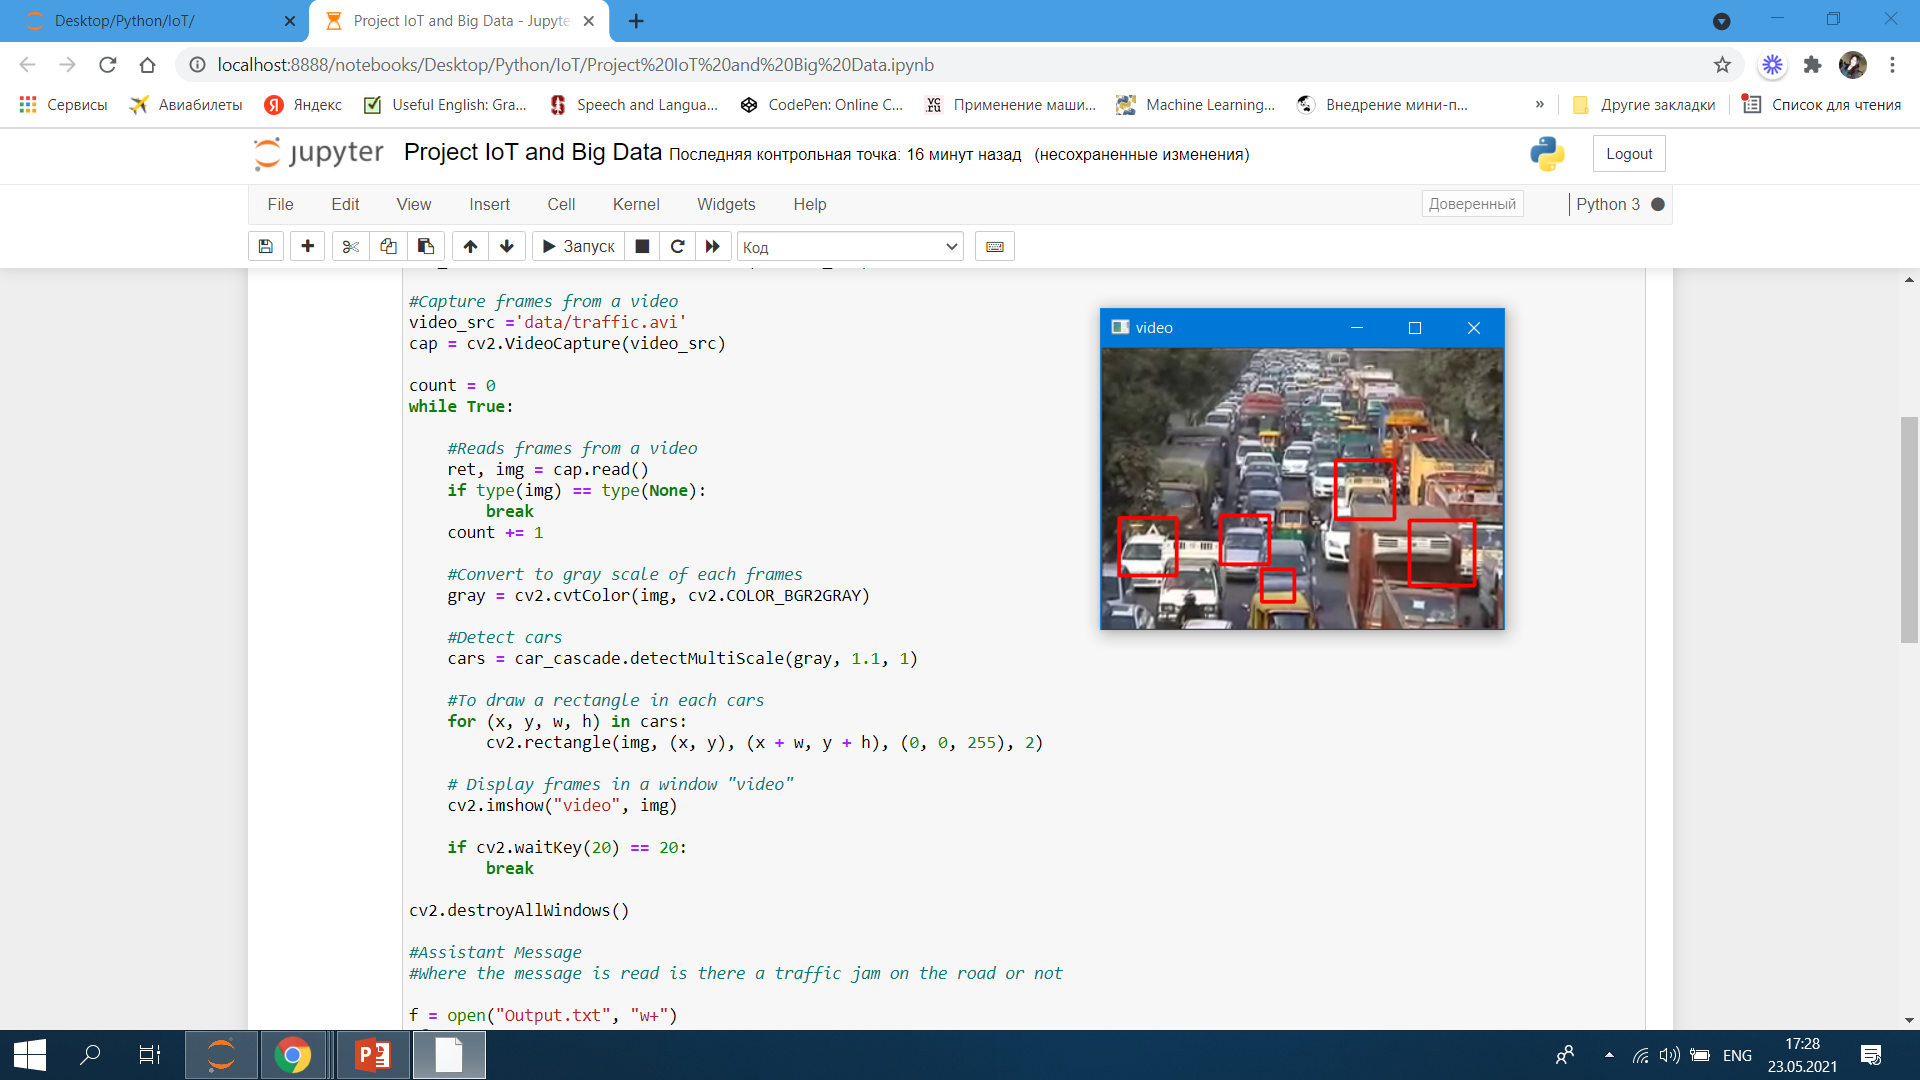 Desktop/Python/IoT/
Project IoT and Big Data - Jupyte
localhost:8888/notebooks/Desktop/Python/IoT/Project%20IoT%20and%20Big%20Data.ipynb
Сервисы
Авиабилеты
Яндекс
Useful English: Gra...
Speech and Langua...
CodePen: Online C...
Применение маши...
Machine Learning...
Внедрение мини-п...
»
Другие закладки
Список для чтения
jupyter
Project IoT and Big Data Последняя контрольная точка: 16 минут назад (несохраненные изменения)
Logout
File Edit View Insert Cell Kernel Widgets Help
Доверенный
Python 3
Запуск
Код
#Capture frames from a video
video_src ='data/traffic.avi'
cap = cv2.VideoCapture(video_src)
count = 0
while True:
#Reads frames from a video
ret, img = cap.read()
if type(img) == type(None):
break
count += 1
#Convert to gray scale of each frames
gray = cv2.cvtColor(img, cv2.COLOR_BGR2GRAY)
#Detect cars
cars = car_cascade.detectMultiScale(gray, 1.1, 1)
#To draw a rectangle in each cars
for (x, y, w, h) in cars:
cv2.rectangle(img, (x, y), (x + w, y + h), (0, 0, 255), 2)
# Display frames in a window "video"
cv2.imshow("video", img)
if cv2.waitKey(20) == 20:
break
cv2.destroyAllWindows()
#Assistant Message
#Where the message is read is there a traffic jam on the road or not
f = open("Output.txt", "w+")
video
ENG
17:28
23.05.2021